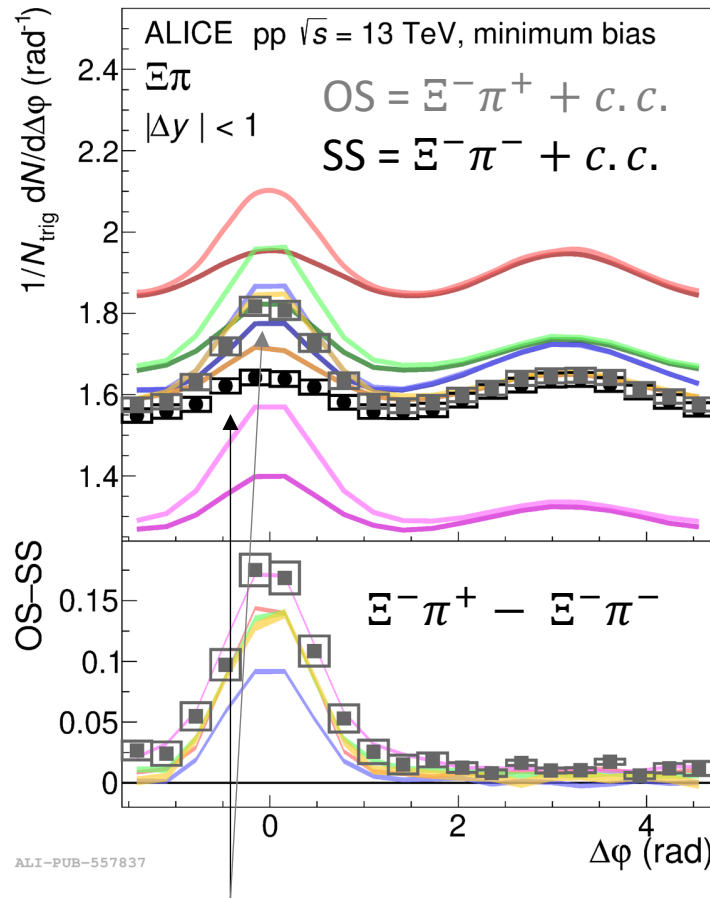 ALICE pp √s = 13 TeV, minimum bias
Ξπ
|Δy| < 1
OS = Ξ⁻π⁺ + c.c.
SS = Ξ⁻π⁻ + c.c.
1/N_trig dN/dΔφ (rad⁻¹)
2.4
2.2
2
1.8
1.6
1.4
OS–SS
Ξ⁻π⁺ − Ξ⁻π⁻
0.15
0.1
0.05
0
0 2 4
Δφ (rad)
ALI-PUB-557837